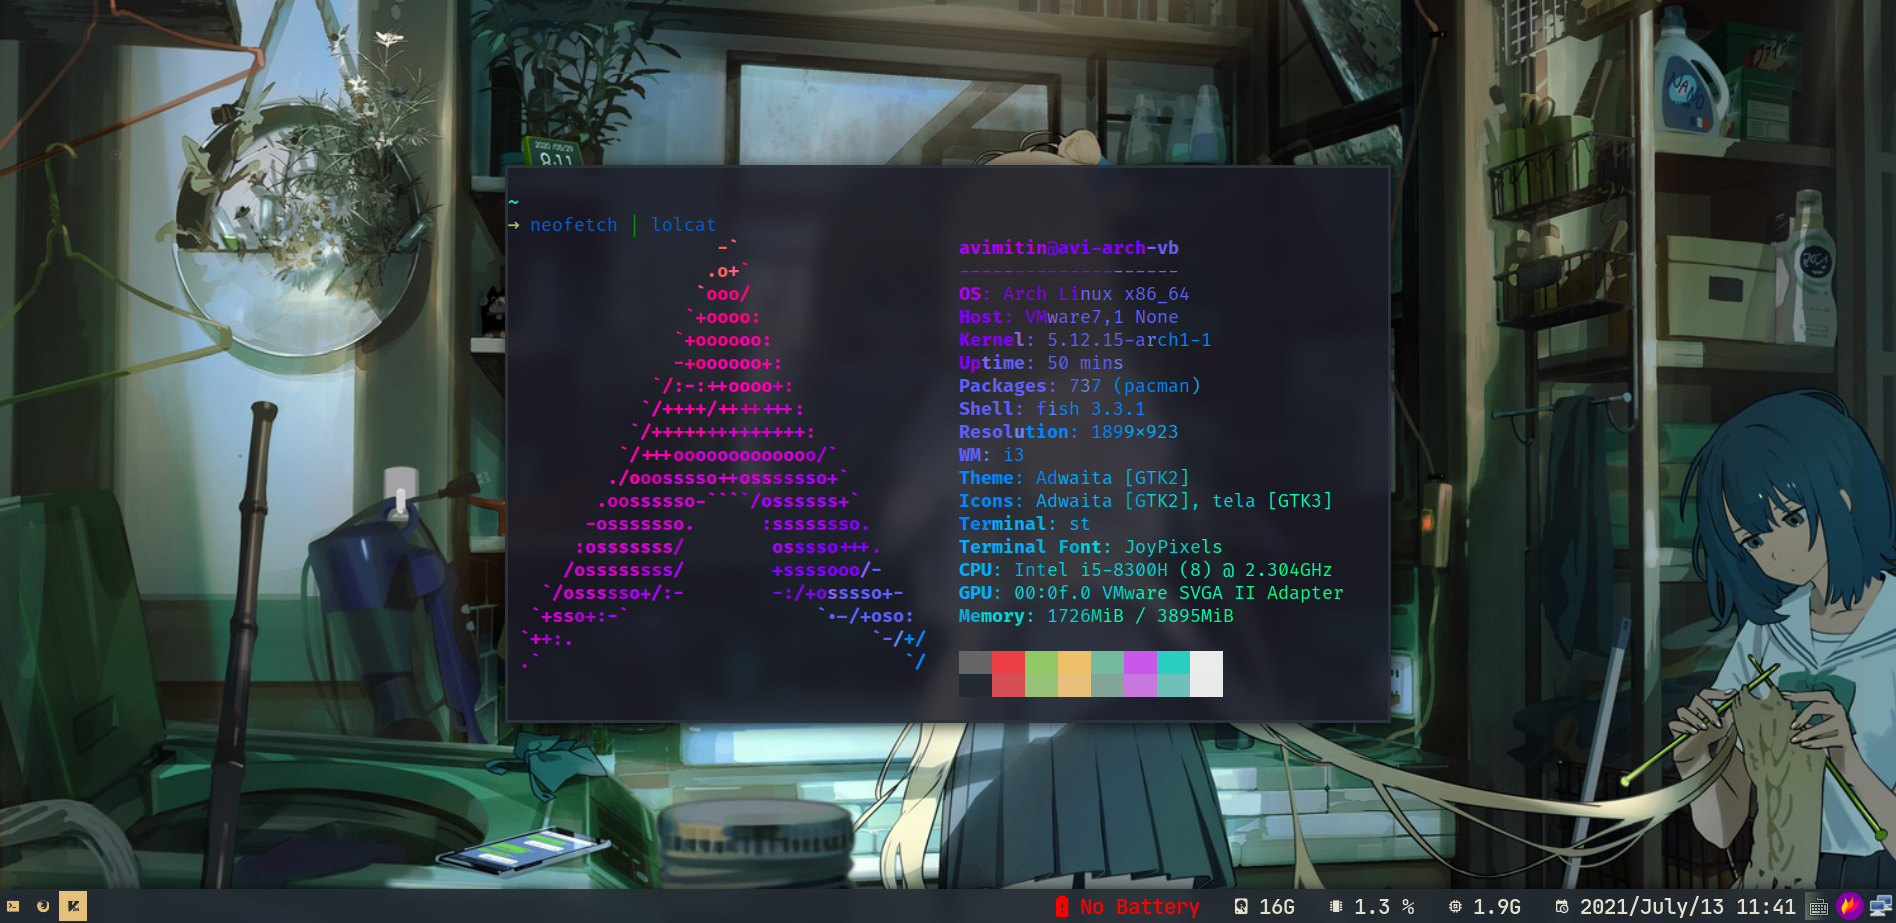 2020 /05/29
~
→ neofetch | lolcat
-`
.o+`
`ooo/
`+oooo:
`+oooooo:
-+oooooo+:
`/:-:++oooo+:
`/++++/+++++++:
`/++++++++++++++:
`/+++ooooooooooooo/`
./ooosssso++osssssso+`
.oossssso-````/ossssss+`
-osssssso.      :ssssssso.
:osssssss/        osssso+++.
/ossssssss/        +ssssooo/-
`/ossssso+/:-        -:/+osssso+-
`+sso+:-`                 `.-/+oso:
`++:.                           `-/+/
.`                                 `/
avimitin@avi-arch-vb
--------------------
OS: Arch Linux x86_64
Host: VMware7,1 None
Kernel: 5.12.15-arch1-1
Uptime: 50 mins
Packages: 737 (pacman)
Shell: fish 3.3.1
Resolution: 1899x923
WM: i3
Theme: Adwaita [GTK2]
Icons: Adwaita [GTK2], tela [GTK3]
Terminal: st
Terminal Font: JoyPixels
CPU: Intel i5-8300H (8) @ 2.304GHz
GPU: 00:0f.0 VMware SVGA II Adapter
Memory: 1726MiB / 3895MiB
NANO
No Battery 16G 1.3 % 1.9G 2021/July/13 11:41